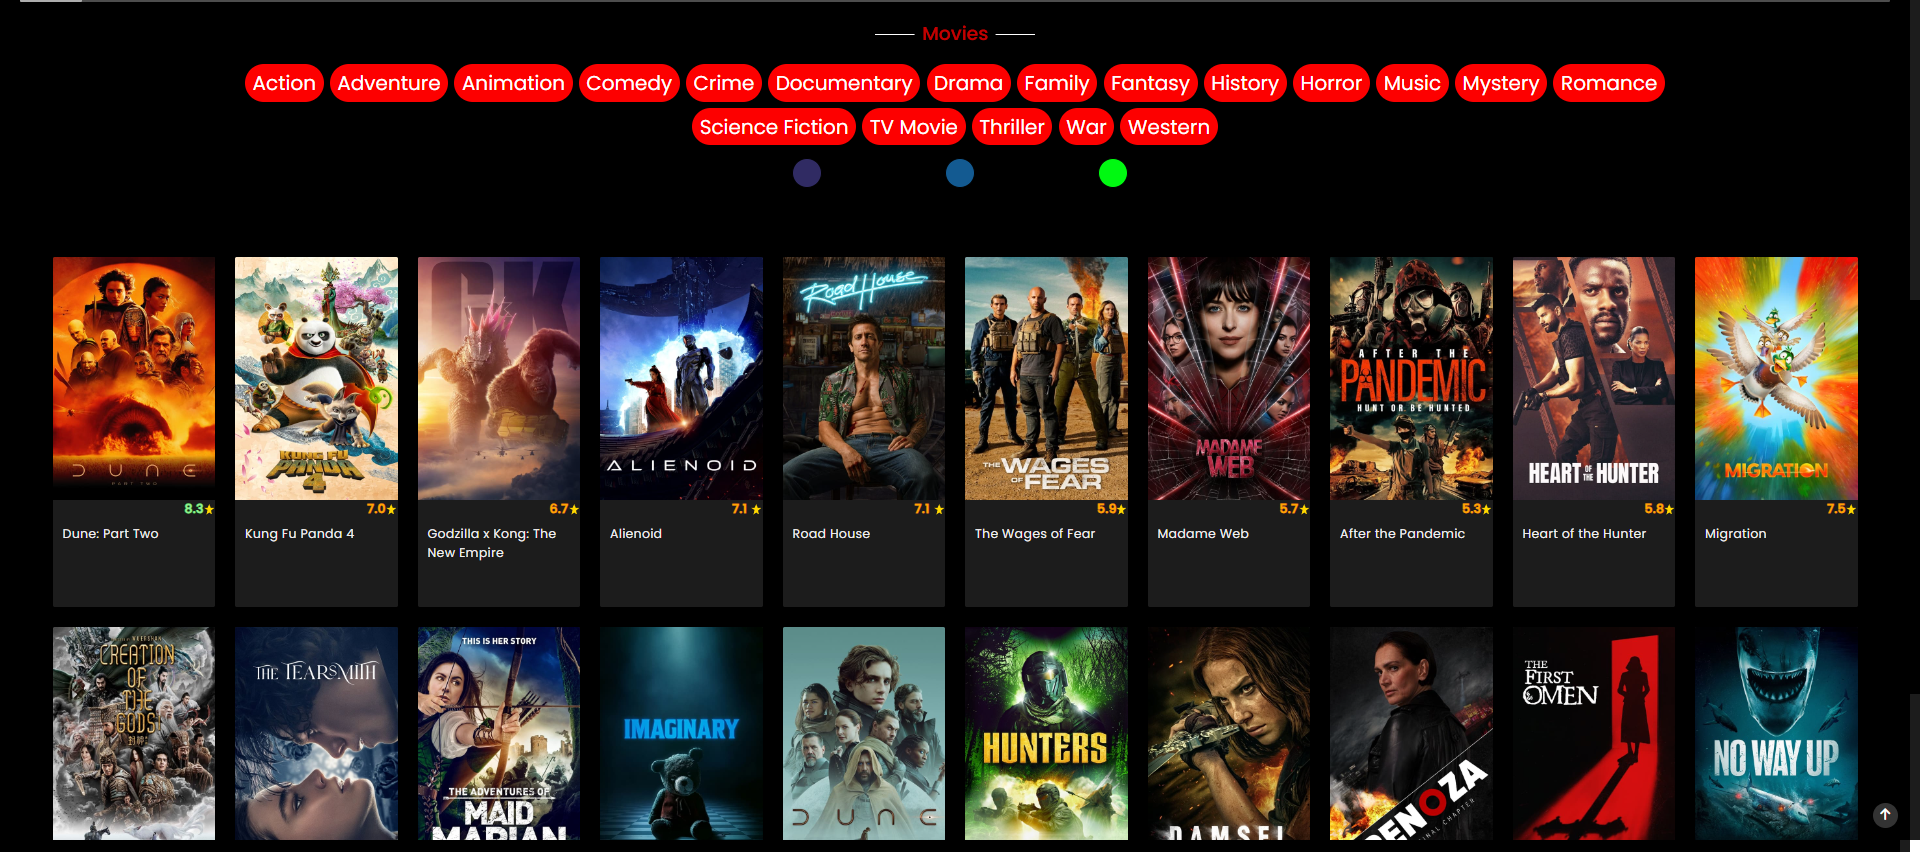 Movies
Action Adventure Animation Comedy Crime Documentary Drama Family Fantasy History Horror Music Mystery Romance
Science Fiction TV Movie Thriller War Western
DUNE
PART TWO
KUNG FU
PANDA
4
GK
ALIENOID
Road House
THE WAGES
OF FEAR
MADAME
WEB
AFTER THE
PANDEMIC
HUNT OR BE HUNTED
HEART OF THE HUNTER
MIGRATION
8.3★
7.0★
6.7★
7.1 ★
7.1 ★
5.9★
5.7★
5.3★
5.8★
7.5★
Dune: Part Two
Kung Fu Panda 4
Godzilla x Kong: The
New Empire
Alienoid
Road House
The Wages of Fear
Madame Web
After the Pandemic
Heart of the Hunter
Migration
CREATION
OF
THE
GODS
THE TEARSMITH
THIS IS HER STORY
THE ADVENTURES OF
MAID
MARIAN
IMAGINARY
DUNE
HUNTERS
DAMSEL
PENOZA
CHAPTER
THE
FIRST
OMEN
NO WAY UP